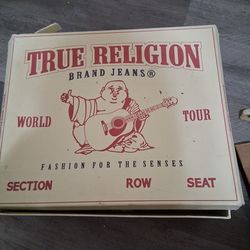 TRUE RELIGION
BRAND JEANS®
WORLD TOUR
FASHION FOR THE SENSES
SECTION ROW SEAT